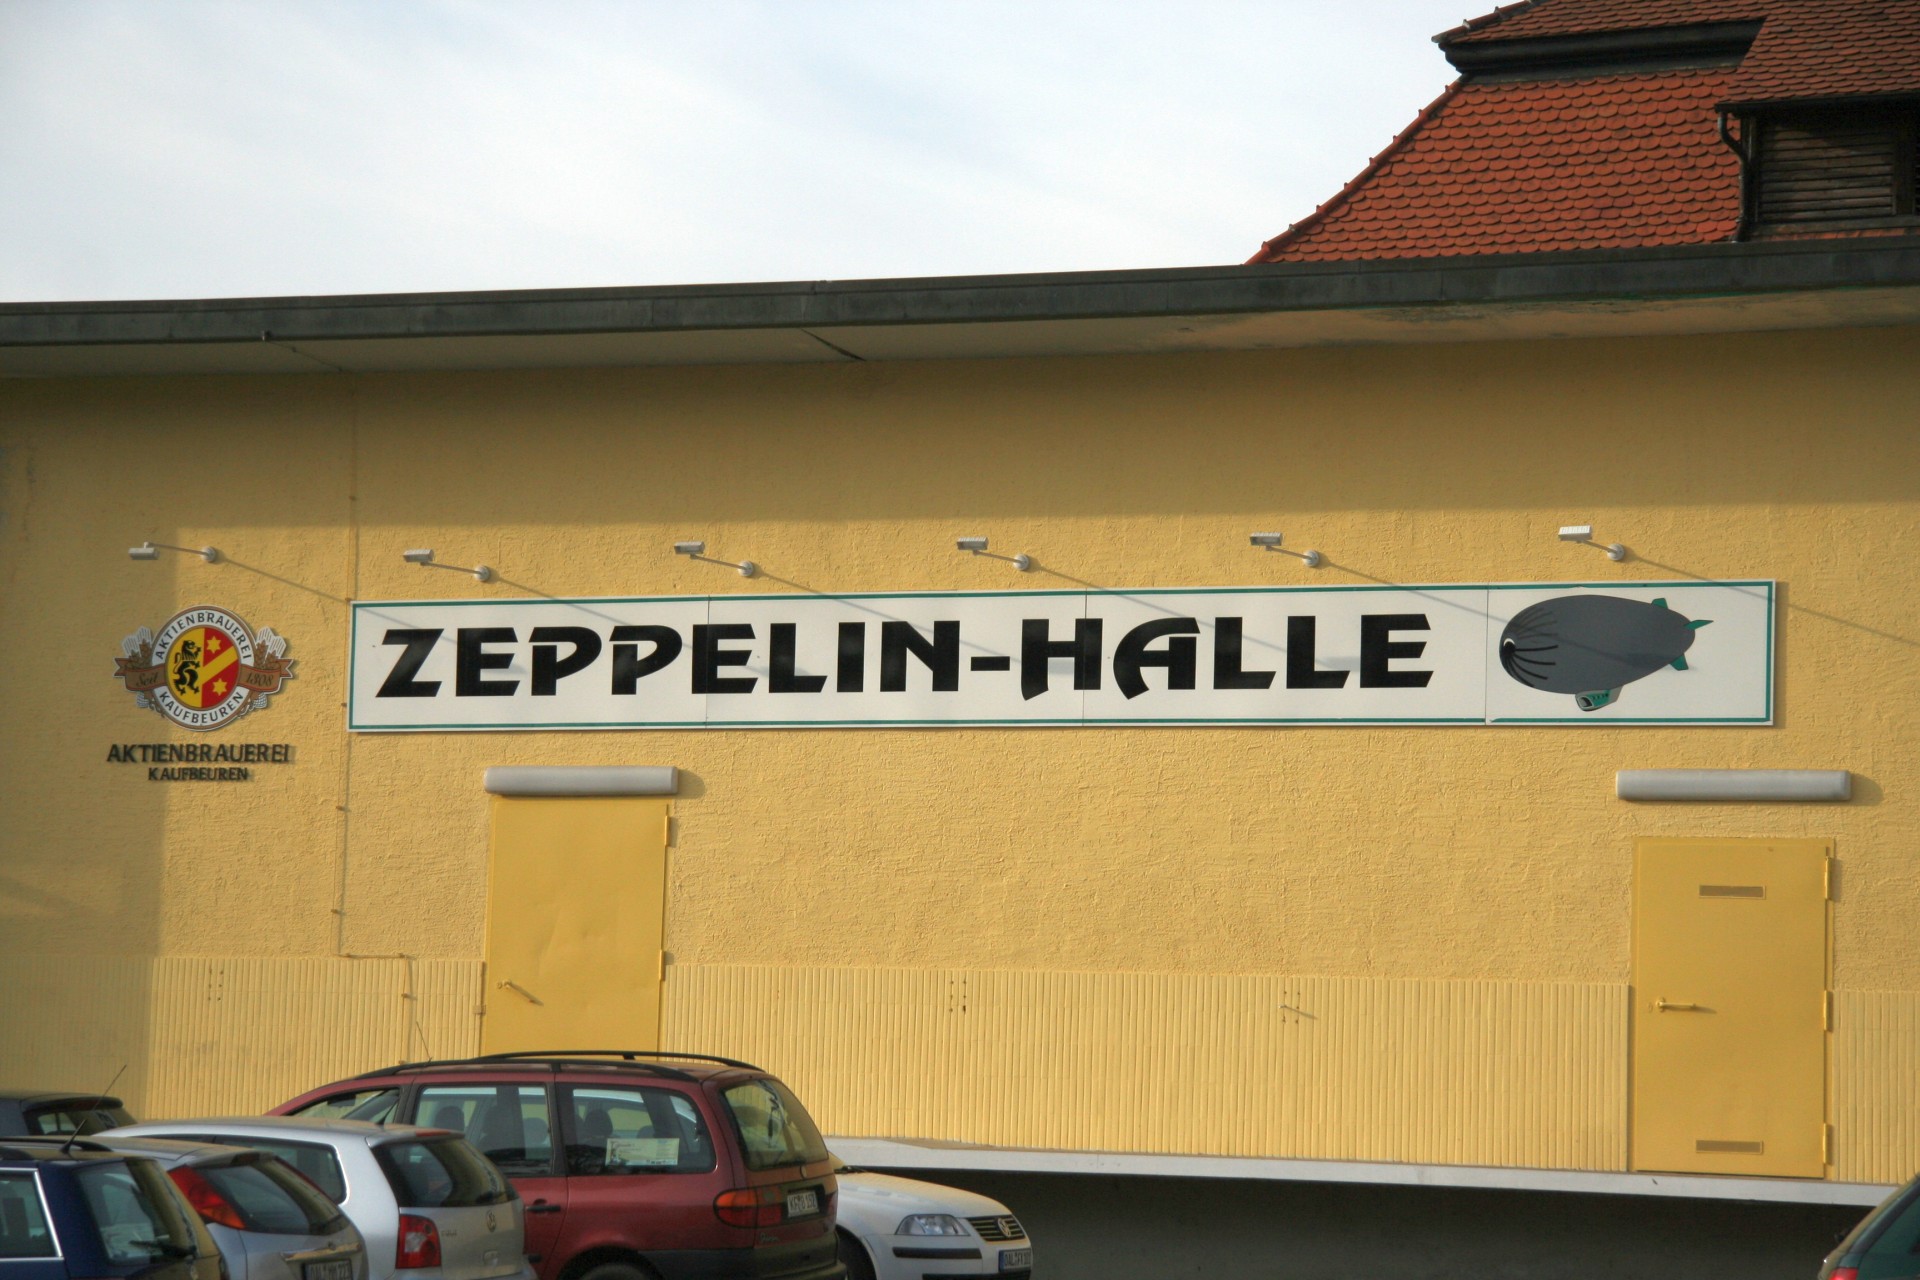 ZEPPELIN-HALLE
AKTIENBRAUEREI
Seit 1308
KAUFBEUREN
AKTIENBRAUEREI
KAUFBEUREN